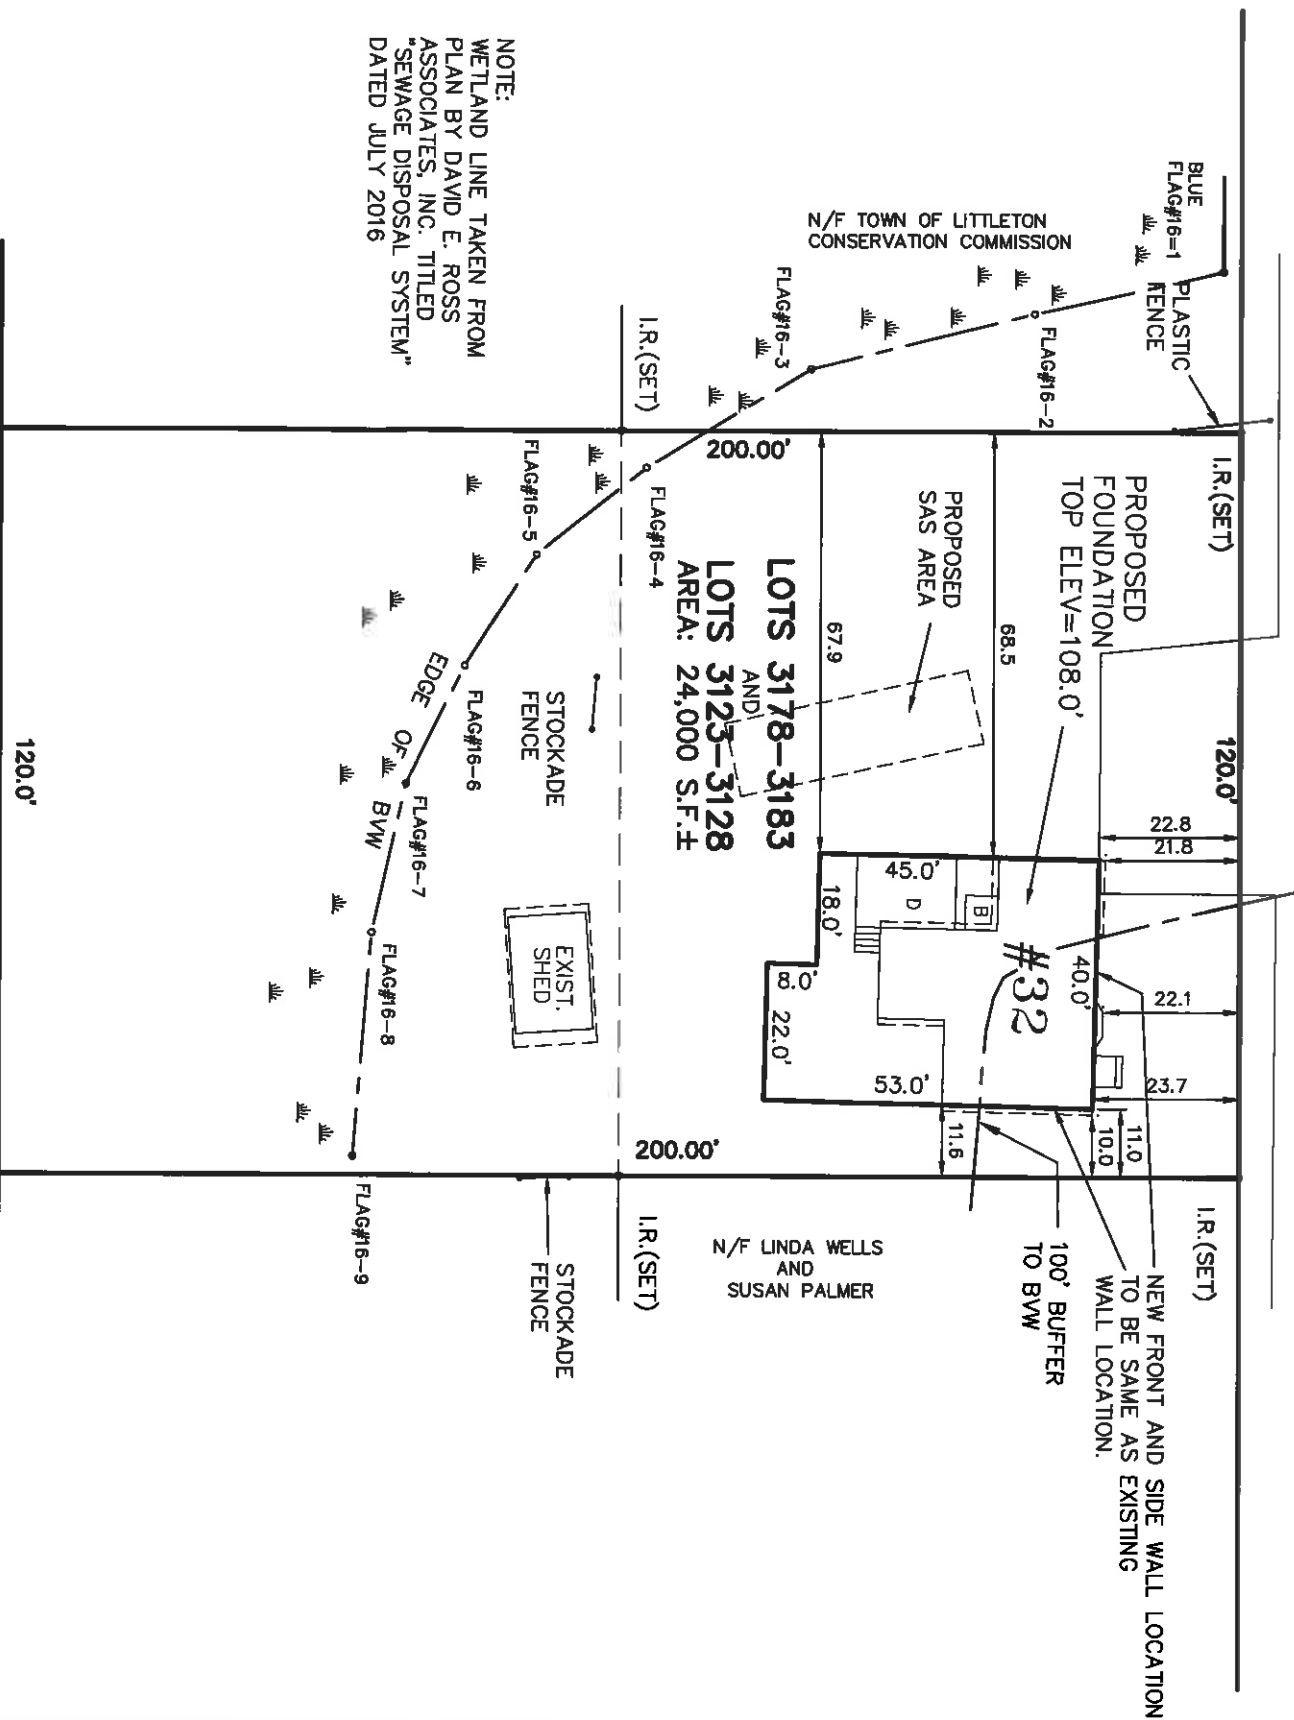 BLUE
FLAG#16=1
PLASTIC
FENCE
N/F TOWN OF LITTLETON
CONSERVATION COMMISSION
FLAG#16-2
FLAG#16-3
I.R.(SET)
I.R.(SET)
120.0'
I.R.(SET)
PROPOSED
FOUNDATION
TOP ELEV=108.0'
22.8
21.8
22.1
23.7
68.5
67.9
200.00'
PROPOSED
SAS AREA
45.0'
40.0'
#32
B
D
18.0'
8.0'
22.0'
53.0'
11.6
11.0
10.0
NEW FRONT AND SIDE WALL LOCATION
TO BE SAME AS EXISTING
WALL LOCATION.
100' BUFFER
TO BVW
LOTS 3178-3183
AND
LOTS 3123-3128
AREA: 24,000 S.F.±
N/F LINDA WELLS
AND
SUSAN PALMER
200.00'
I.R.(SET)
FLAG#16-4
FLAG#16-5
STOCKADE
FENCE
EXIST.
SHED
STOCKADE
FENCE
FLAG#16-6
EDGE OF BVW
FLAG#16-7
FLAG#16-8
FLAG#16-9
NOTE:
WETLAND LINE TAKEN FROM
PLAN BY DAVID E. ROSS
ASSOCIATES, INC. TITLED
"SEWAGE DISPOSAL SYSTEM"
DATED JULY 2016
120.0'